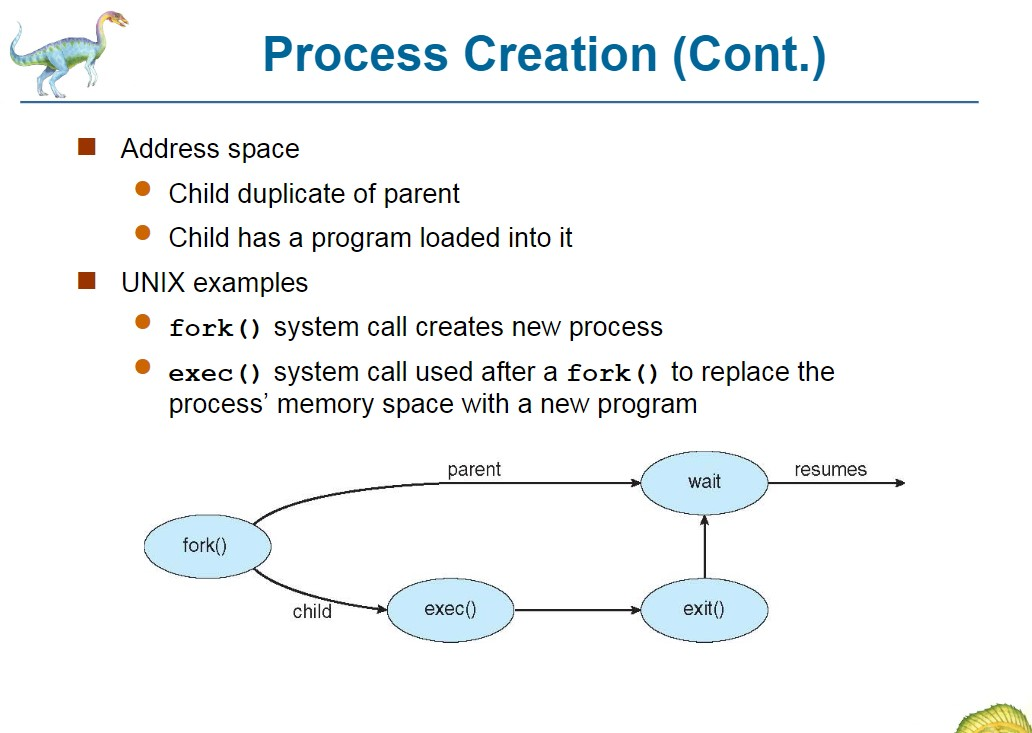 Process Creation (Cont.)
Address space
Child duplicate of parent
Child has a program loaded into it
UNIX examples
fork() system call creates new process
exec() system call used after a fork() to replace the
process’ memory space with a new program
parent
wait
resumes
fork()
child
exec()
exit()